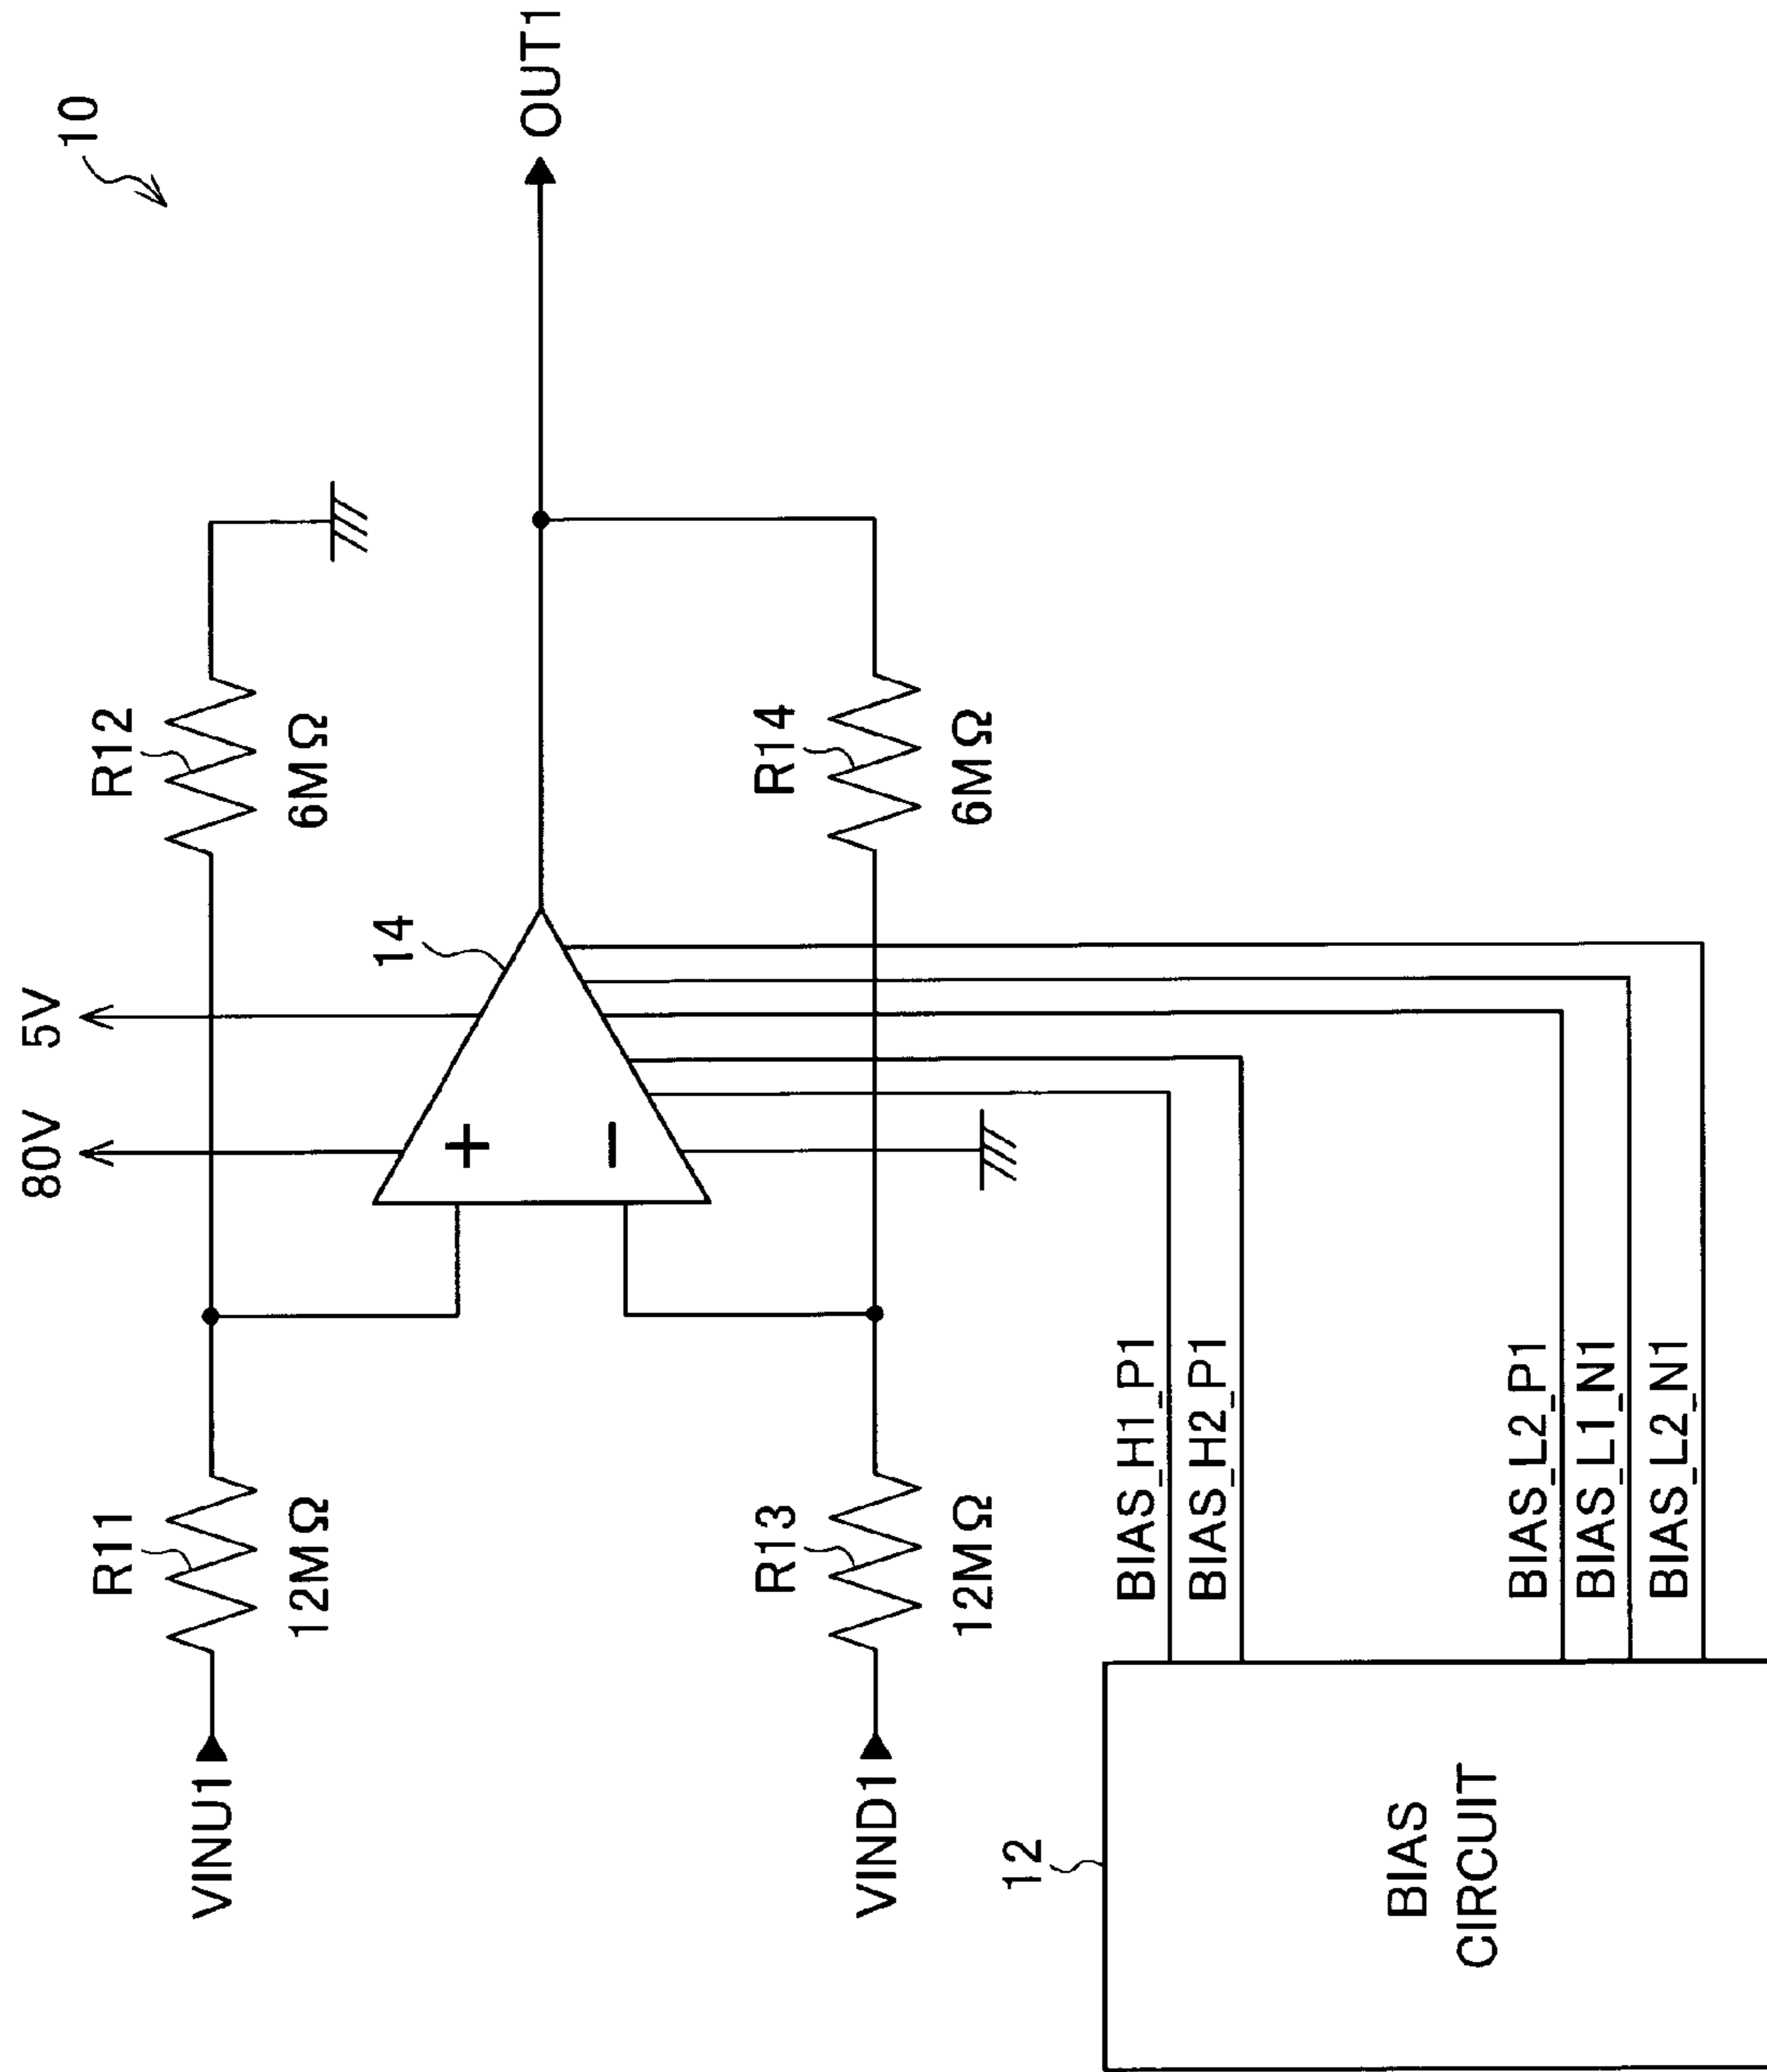 10
80V
5V
R11
12MΩ
R12
6MΩ
VINU1
14
+
−
OUT1
VIND1
R13
12MΩ
R14
6MΩ
12
BIAS
CIRCUIT
BIAS_H1_P1
BIAS_H2_P1
BIAS_L2_P1
BIAS_L1_N1
BIAS_L2_N1